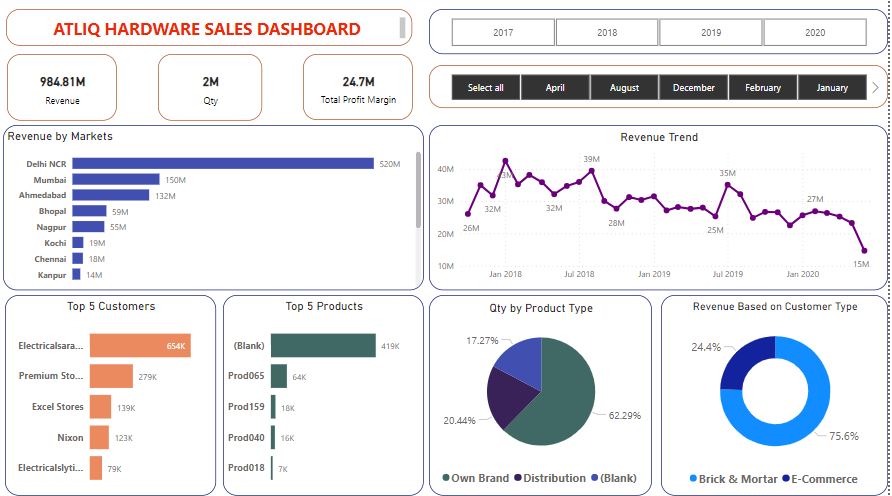 ATLIQ HARDWARE SALES DASHBOARD
2017 2018 2019 2020
984.81M
Revenue
2M
Qty
24.7M
Total Profit Margin
Select all April August December February January
Revenue by Markets
Delhi NCR 520M
Mumbai 150M
Ahmedabad 132M
Bhopal 59M
Nagpur 55M
Kochi 19M
Chennai 18M
Kanpur 14M
Revenue Trend
40M
30M
20M
10M
26M
32M
43M
32M
39M
28M
25M
35M
27M
15M
Jan 2018 Jul 2018 Jan 2019 Jul 2019 Jan 2020
Top 5 Customers
Electricalsara... 654K
Premium Sto... 279K
Excel Stores 139K
Nixon 123K
Electricalslyti... 79K
Top 5 Products
(Blank) 419K
Prod065 64K
Prod159 18K
Prod040 16K
Prod018 7K
Qty by Product Type
17.27%
20.44%
62.29%
Own Brand Distribution (Blank)
Revenue Based on Customer Type
24.4%
75.6%
Brick & Mortar E-Commerce